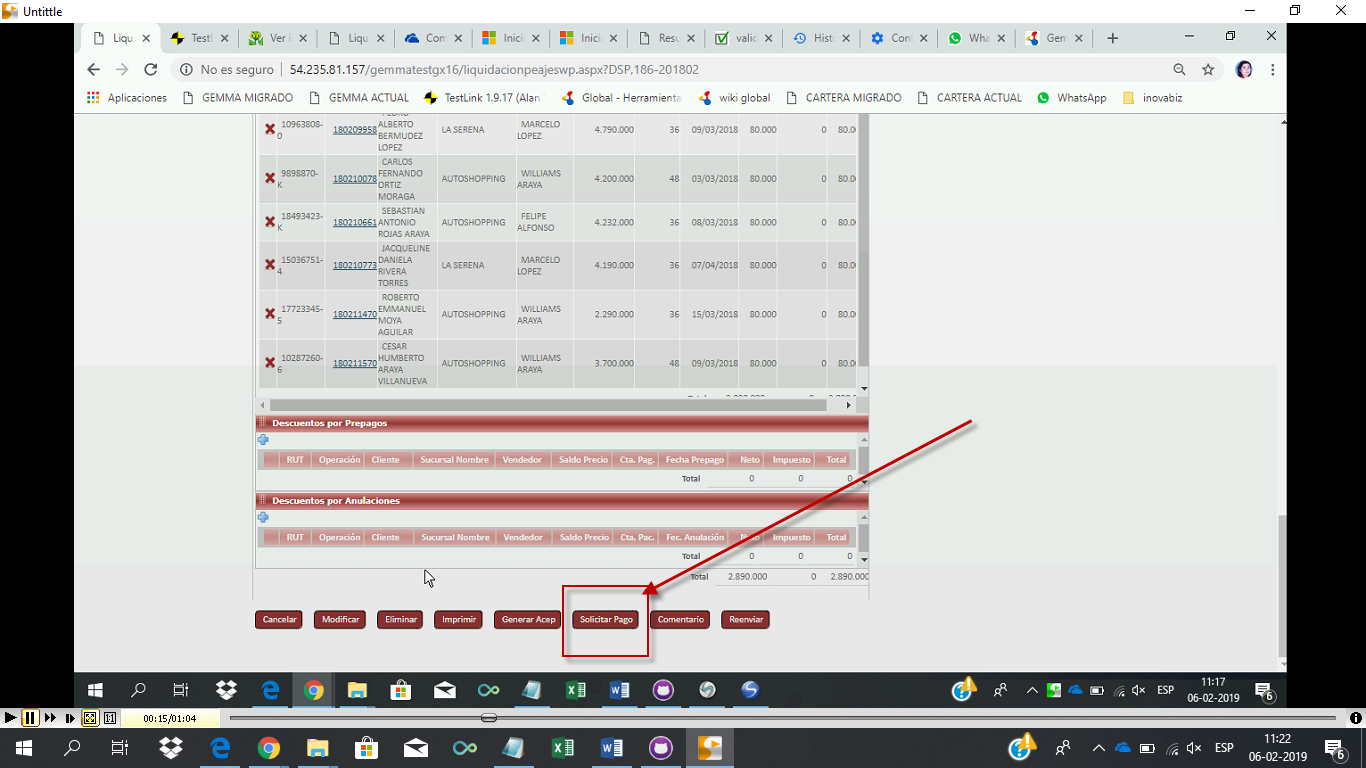 Untittle
Liqu
TestL
Ver i
Liqu
Com
Inici
Inici
Resu
valid
Histo
Con
Wha
Gem
No es seguro | 54.235.81.157/gemmatestgx16/liquidacionpeajeswp.aspx?DSP,186-201802
Aplicaciones GEMMA MIGRADO GEMMA ACTUAL TestLink 1.9.17 (Alan Global - Herramienta wiki global CARTERA MIGRADO CARTERA ACTUAL WhatsApp inovabiz
10963808-0 180209958 PEDRO ALBERTO BERMUDEZ LOPEZ LA SERENA MARCELO LOPEZ 4.790.000 36 09/03/2018 80.000 0 80.0
9898870-K 180210078 CARLOS FERNANDO ORTIZ MORAGA AUTOSHOPPING WILLIAMS ARAYA 4.200.000 48 03/03/2018 80.000 0 80.0
18493423-K 180210661 SEBASTIAN ANTONIO ROJAS ARAYA AUTOSHOPPING FELIPE ALFONSO 4.232.000 36 08/03/2018 80.000 0 80.0
15036751-4 180210773 JACQUELINE DANIELA RIVERA TORRES LA SERENA MARCELO LOPEZ 4.190.000 36 07/04/2018 80.000 0 80.0
17723345-5 180211470 ROBERTO EMMANUEL MOYA AGUILAR AUTOSHOPPING WILLIAMS ARAYA 2.290.000 36 15/03/2018 80.000 0 80.0
10287260-6 180211570 CESAR HUMBERTO ARAYA VILLANUEVA AUTOSHOPPING WILLIAMS ARAYA 3.700.000 48 09/03/2018 80.000 0 80.0
Descuentos por Prepagos
RUT Operación Cliente Sucursal Nombre Vendedor Saldo Precio Cta. Pag. Fecha Prepago Neto Impuesto Total
Total 0 0 0
Descuentos por Anulaciones
RUT Operación Cliente Sucursal Nombre Vendedor Saldo Precio Cta. Pac. Fec. Anulación Neto Impuesto Total
Total 0 0 0
Total 2.890.000 0 2.890.000
Cancelar Modificar Eliminar Imprimir Generar Acep Solicitar Pago Comentario Reenviar
ESP 11:17
06-02-2019 6
00:15/01:04
ESP 11:22
06-02-2019 6